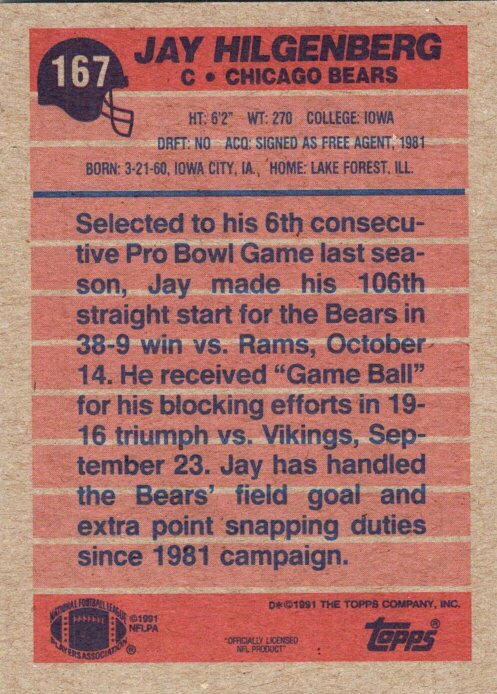 167
JAY HILGENBERG
C • CHICAGO BEARS
HT: 6'2" WT: 270 COLLEGE: IOWA
DRFT: NO ACQ: SIGNED AS FREE AGENT, 1981
BORN: 3-21-60, IOWA CITY, IA. HOME: LAKE FOREST, ILL.
Selected to his 6th consecu-
tive Pro Bowl Game last sea-
son, Jay made his 106th
straight start for the Bears in
38-9 win vs. Rams, October
14. He received “Game Ball”
for his blocking efforts in 19-
16 triumph vs. Vikings, Sep-
tember 23. Jay has handled
the Bears' field goal and
extra point snapping duties
since 1981 campaign.
D*©1991 THE TOPPS COMPANY, INC.
NATIONAL FOOTBALL LEAGUE
PLAYERS ASSOCIATION ®
©1991
NFLPA
"OFFICIALLY LICENSED
NFL PRODUCT"
topps®